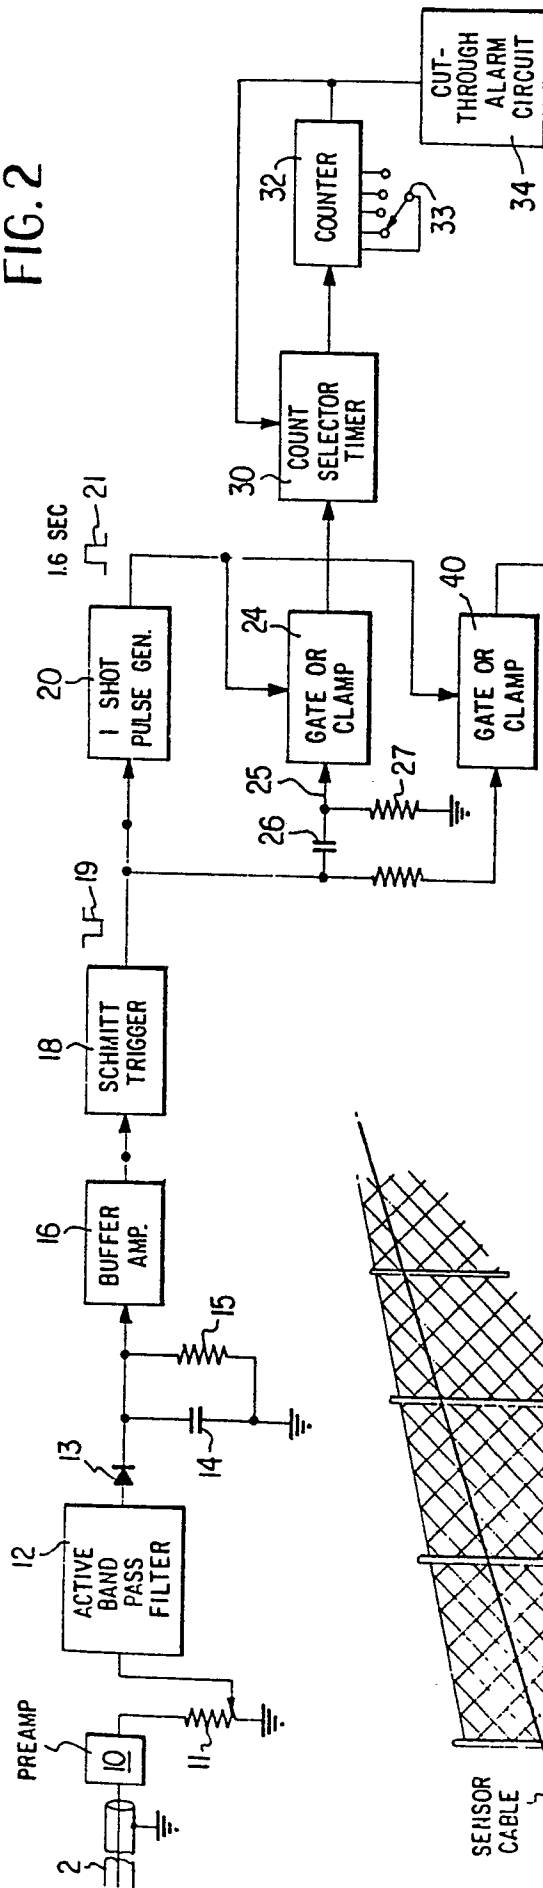 FIG. 2
2
PREAMP
10
11
12
ACTIVE
BAND
PASS
FILTER
13
14
15
16
BUFFER
AMP.
18
SCHMITT
TRIGGER
19
20
1 SHOT
PULSE GEN.
1.6 SEC
21
24
GATE OR
CLAMP
25
26
27
30
COUNT
SELECTOR
TIMER
32
COUNTER
33
CUT-
THROUGH
ALARM
CIRCUIT
34
40
GATE OR
CLAMP
SENSOR
CABLE